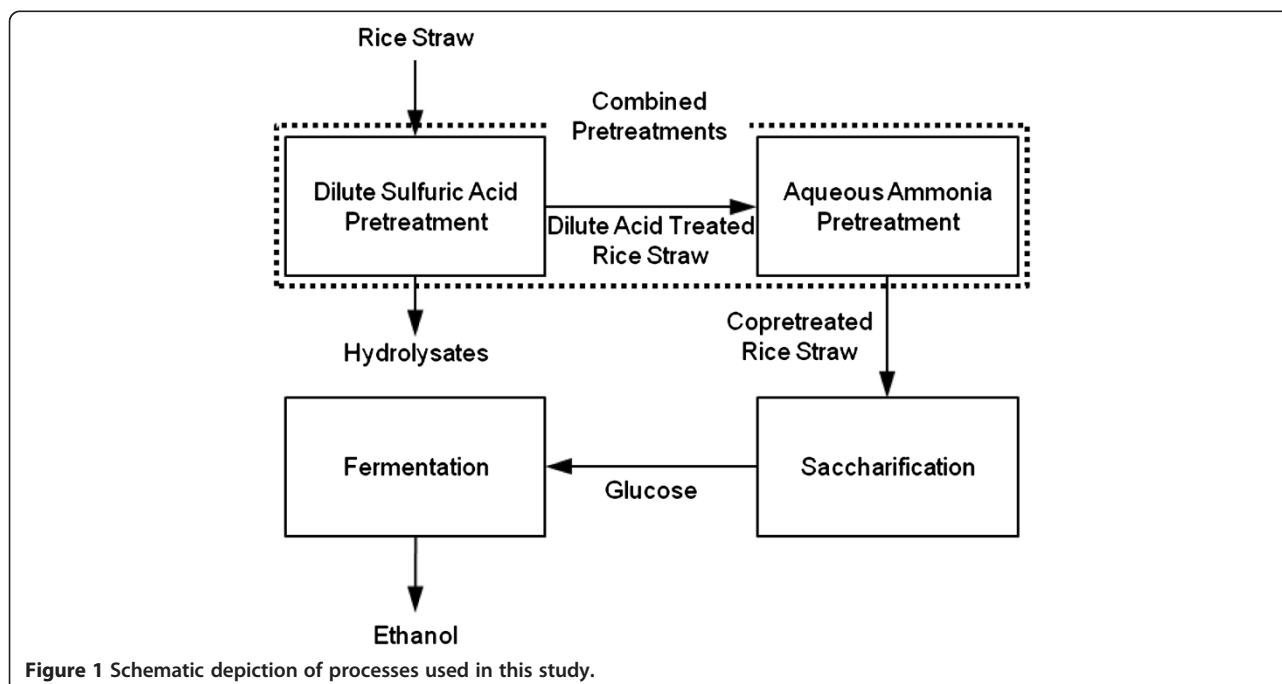 Rice Straw
Combined
Pretreatments
Dilute Sulfuric Acid
Pretreatment
Aqueous Ammonia
Pretreatment
Dilute Acid Treated
Rice Straw
Hydrolysates
Copretreated
Rice Straw
Fermentation
Saccharification
Glucose
Ethanol
Figure 1 Schematic depiction of processes used in this study.